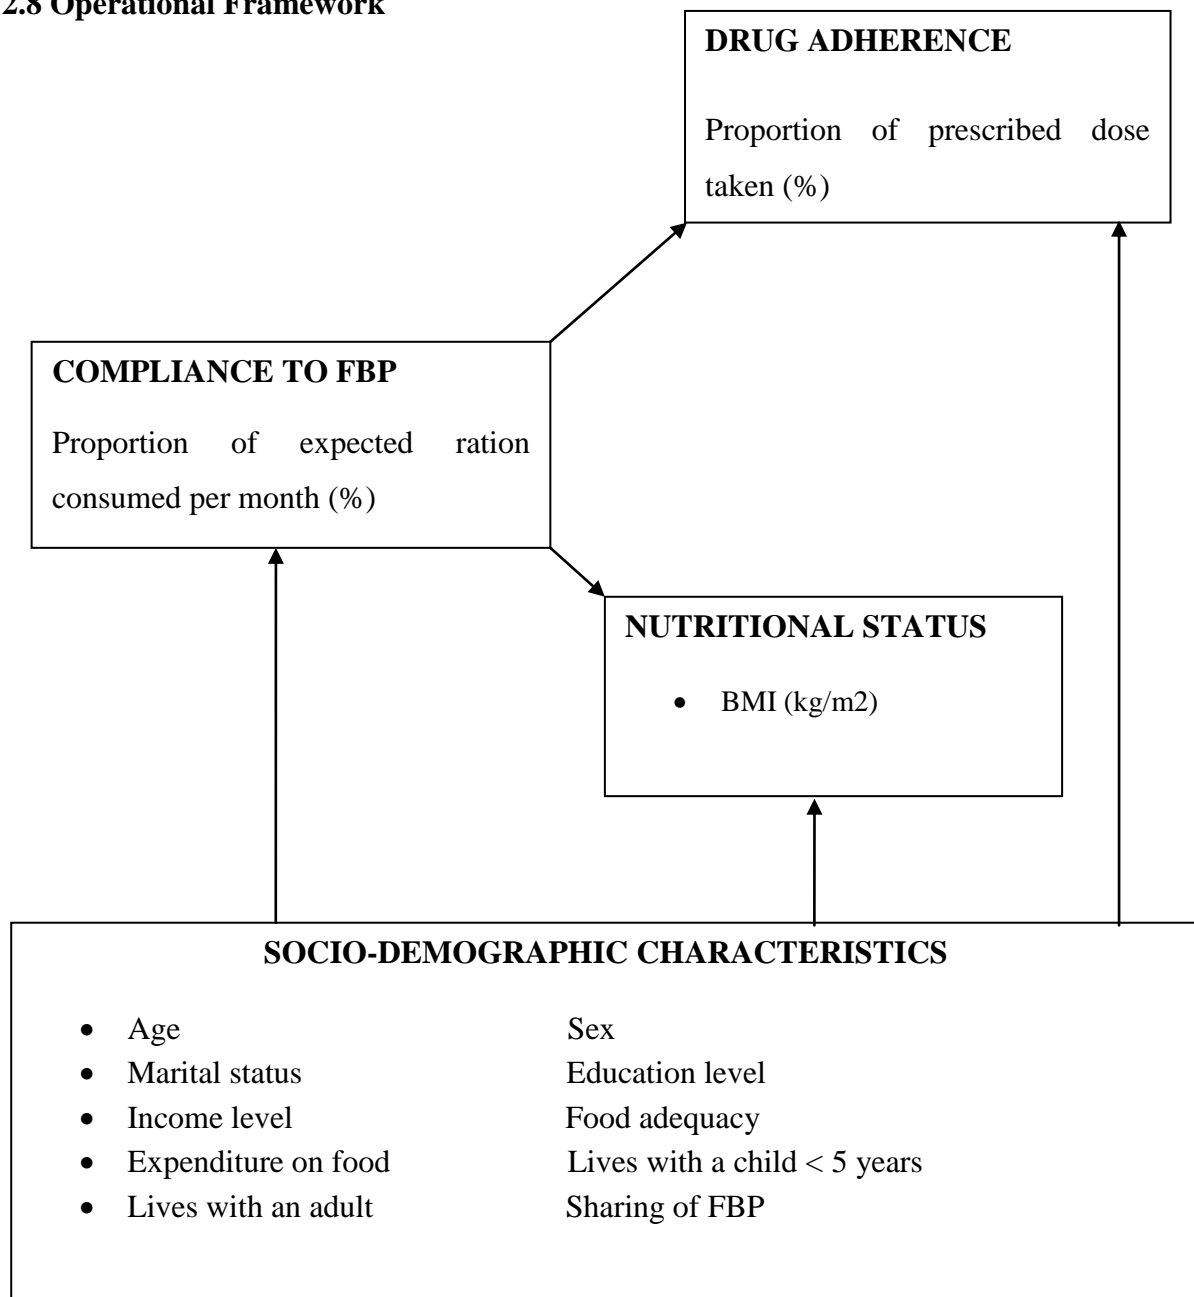 2.8 Operational Framework
DRUG ADHERENCE
Proportion of prescribed dose
taken (%)
COMPLIANCE TO FBP
Proportion of expected ration
consumed per month (%)
NUTRITIONAL STATUS
• BMI (kg/m2)
SOCIO-DEMOGRAPHIC CHARACTERISTICS
• Age Sex
• Marital status Education level
• Income level Food adequacy
• Expenditure on food Lives with a child < 5 years
• Lives with an adult Sharing of FBP